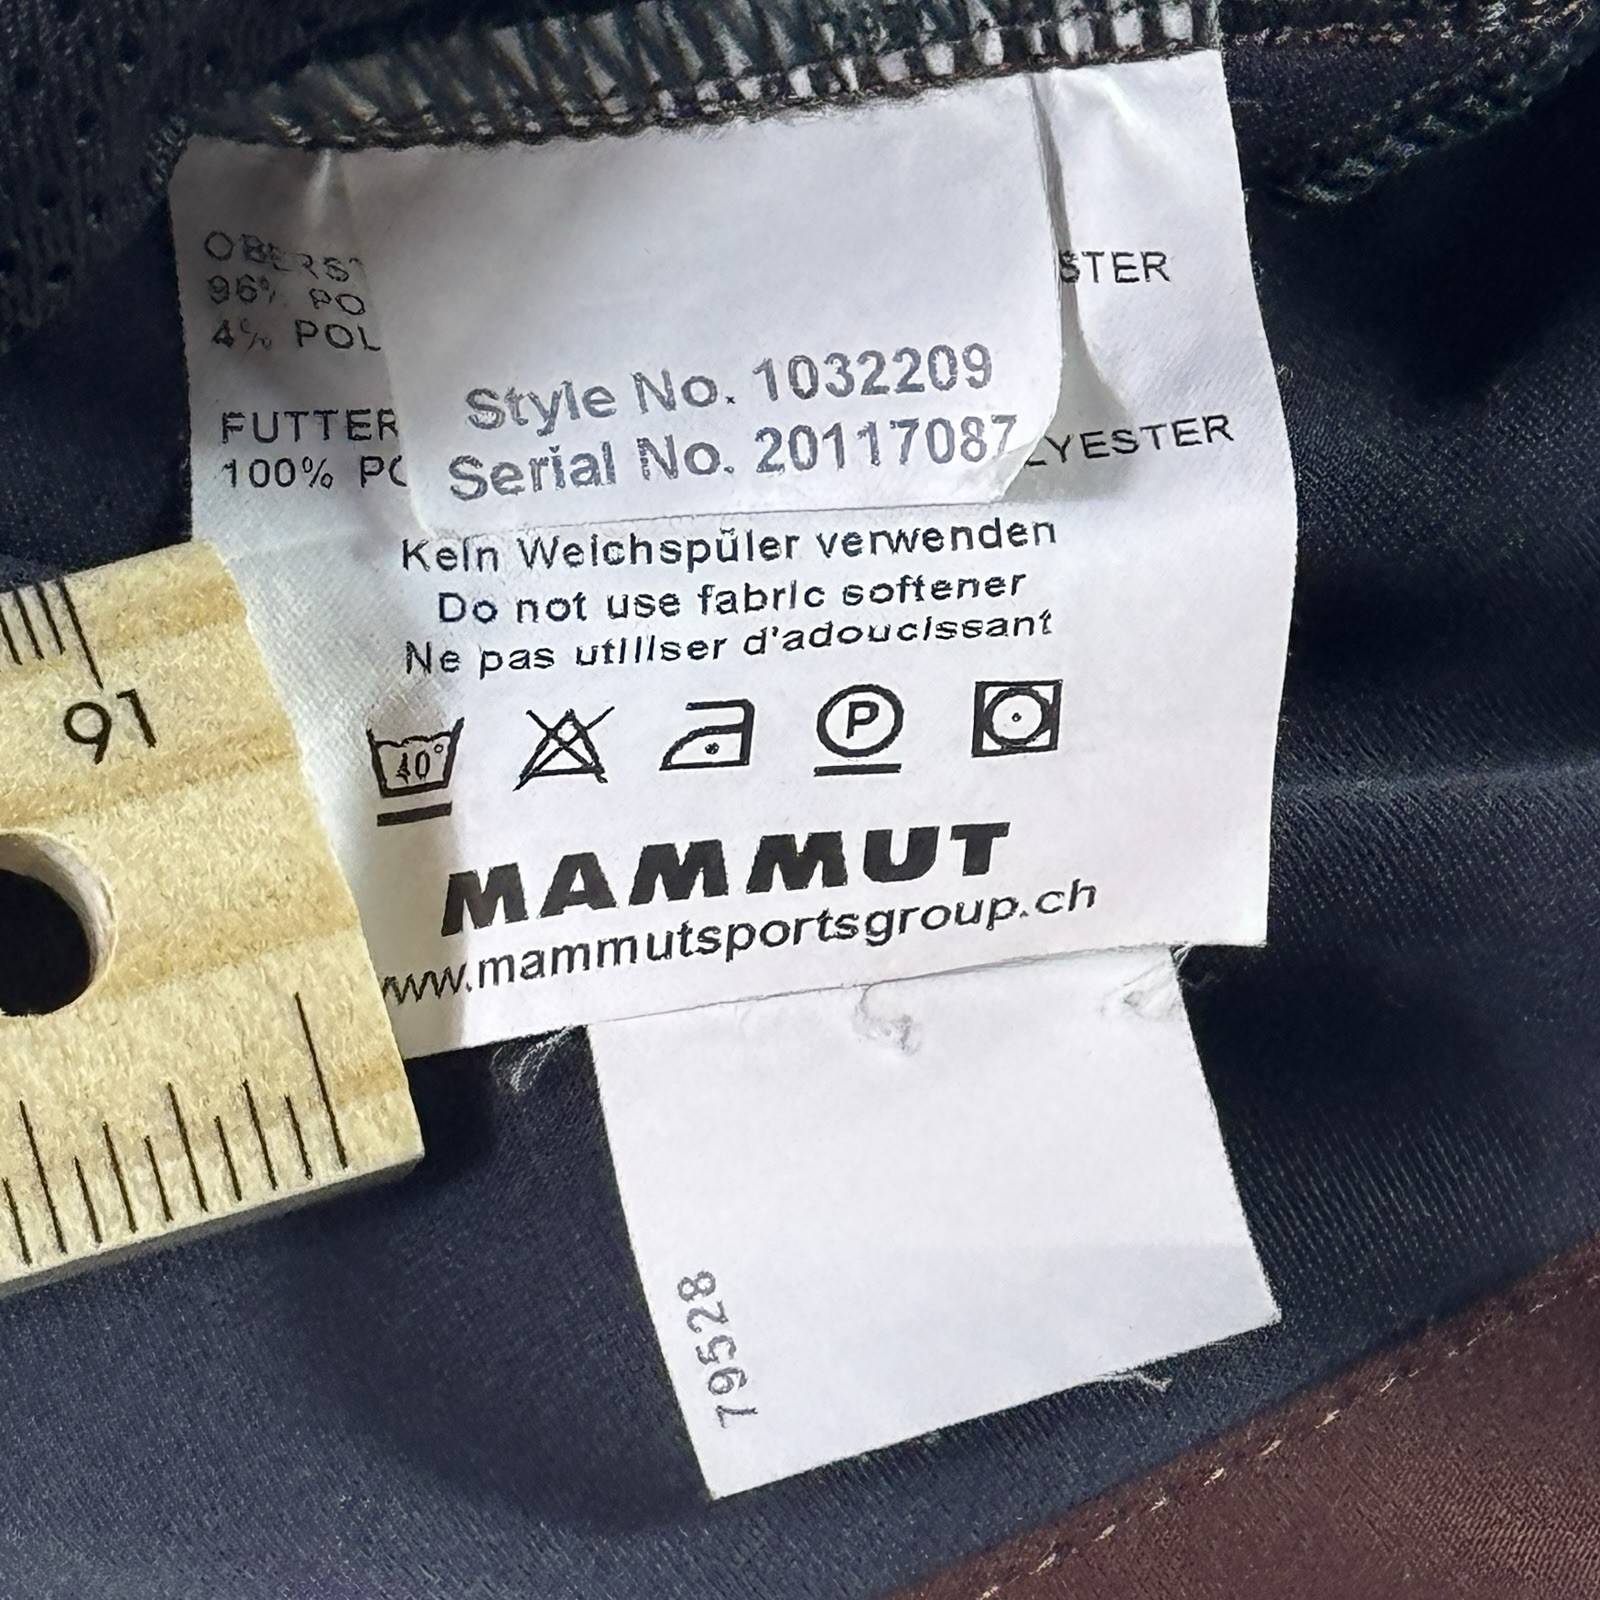 OBERST
96% PO
4% POL
STER
FUTTER
100% PO
LYESTER
Style No. 1032209
Serial No. 20117087
Kein Weichspüler verwenden
Do not use fabric softener
Ne pas utiliser d'adoucissant
40°
P
MAMMUT
www.mammutsportsgroup.ch
79528
91